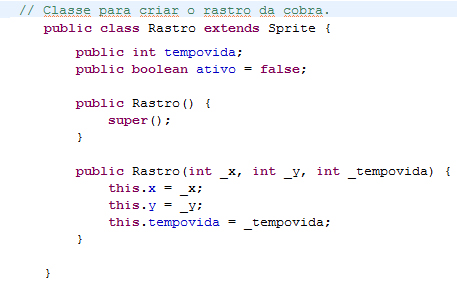 // Classe para criar o rastro da cobra.
public class Rastro extends Sprite {
public int tempovida;
public boolean ativo = false;
public Rastro() {
super();
}
public Rastro(int _x, int _y, int _tempovida) {
this.x = _x;
this.y = _y;
this.tempovida = _tempovida;
}
}